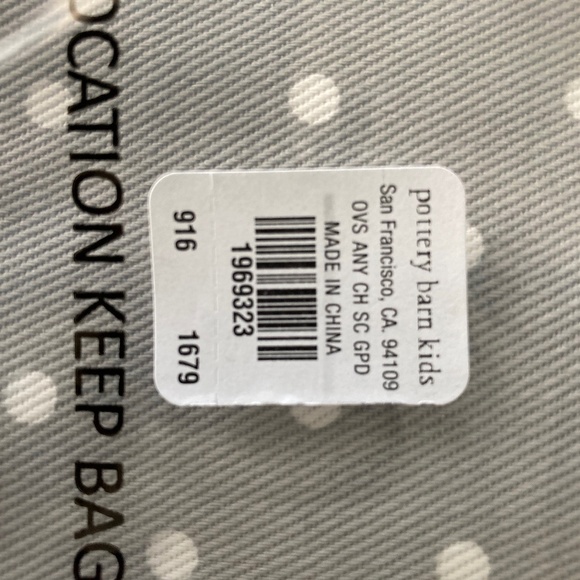 pottery barn kids
San Francisco, CA. 94109
OVS ANY CH SC GPD
MADE IN CHINA
1969323
916 1679
OCATION KEEP BAG